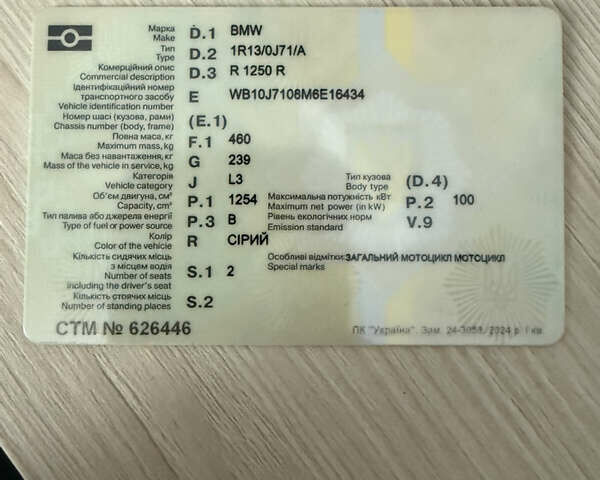 Марка
Make D.1 BMW
Тип
Type D.2 1R13/0J71/A
Комерційний опис
Commercial description D.3 R 1250 R
Ідентифікаційний номер
транспортного засобу
Vehicle identification number E WB10J7106M6E16434
Номер шасі (кузова, рами)
Chassis number (body, frame) (E.1)
Повна маса, кг
Maximum mass, kg F.1 460
Маса без навантаження, кг
Mass of the vehicle in service, kg G 239
Категорія
Vehicle category J L3
Тип кузова
Body type (D.4)
Об'єм двигуна, см³
Capacity, cm³ P.1 1254
Максимальна потужність кВт
Maximum net power (in kW) P.2 100
Тип палива або джерела енергії
Type of fuel or power source P.3 B
Рівень екологічних норм
Emission standard V.9
Колір
Color of the vehicle R СІРИЙ
Кількість сидячих місць
з місцем водія
Number of seats
including the driver's seat S.1 2
Особливі відмітки: ЗАГАЛЬНИЙ МОТОЦИКЛ МОТОЦИКЛ
Special marks
Кількість стоячих місць
Number of standing places S.2
СТМ № 626446
ПК "Україна". Зам. 24-3053, 2024 р. I кв.